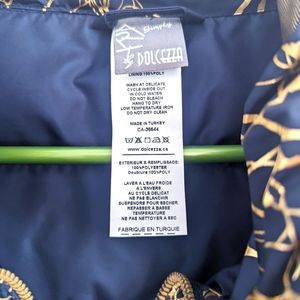 Simply
DOLCEZZA
LINING:100%POLY
WASH AT DELICATE
CYCLE INSIDE OUT
IN COLD WATER
DO NOT BLEACH
HANG TO DRY
LOW TEMPERATURE IRON
DO NOT DRY CLEAN
MADE IN TURKEY
CA-36644
www.dolcezza.ca
EXTERIEUR & REMPLISSAGE:
100%POLYESTER
Doublure 100%POLY
LAVER A L'EAU FROIDE
A L'ENVERS
AU CYCLE DELICAT
NE PAS BLANCHIR
SUSPENDRE POUR SECHER
REPASSER A BASSE
TEMPERATURE
NE PAS NETTOYER A SEC
FABRIQUE EN TURQUIE